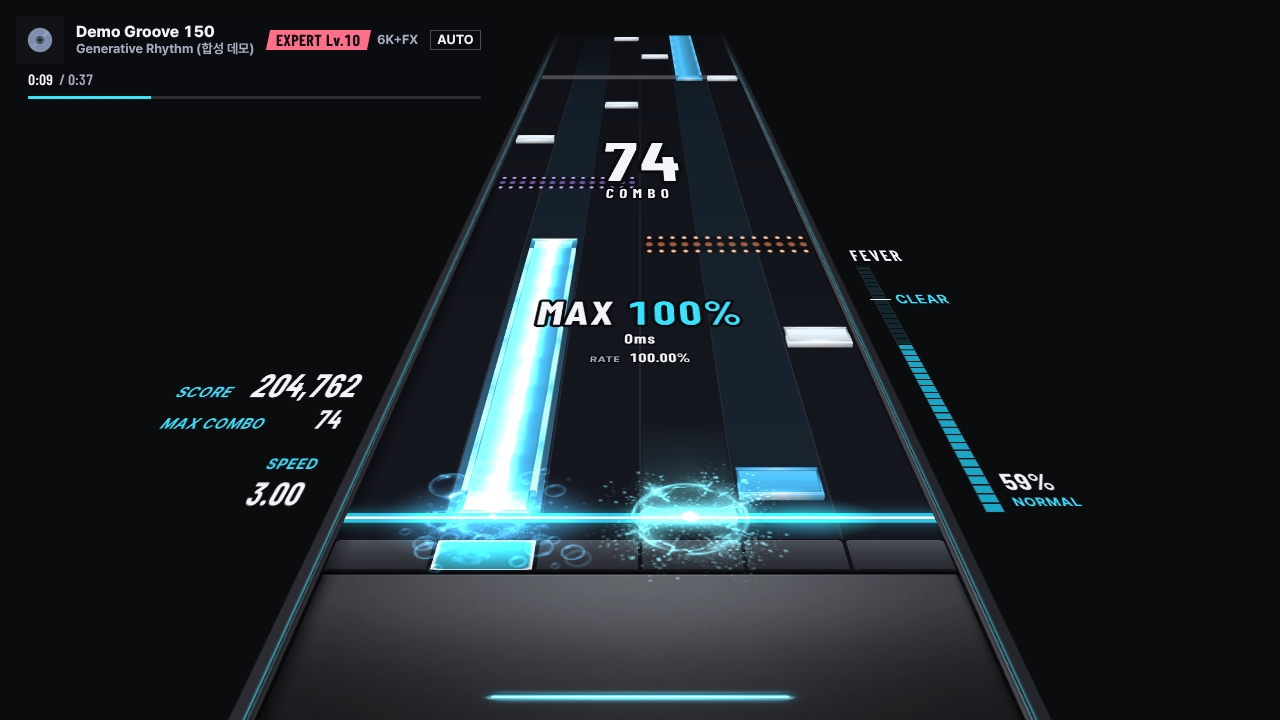 Demo Groove 150
Generative Rhythm (합성 데모)
EXPERT Lv.10 6K+FX AUTO
0:09 / 0:37
74
COMBO
FEVER
CLEAR
MAX 100%
0ms
RATE 100.00%
SCORE 204,762
MAX COMBO 74
SPEED
3.00
59%
NORMAL